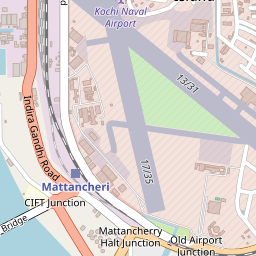 Kochi Naval
Airport
13/31
Indira Gandhi Road
17/35
Mattancheri
CIFT Junction
Bridge
Mattancherry
Halt Junction
Old Airport
Junction